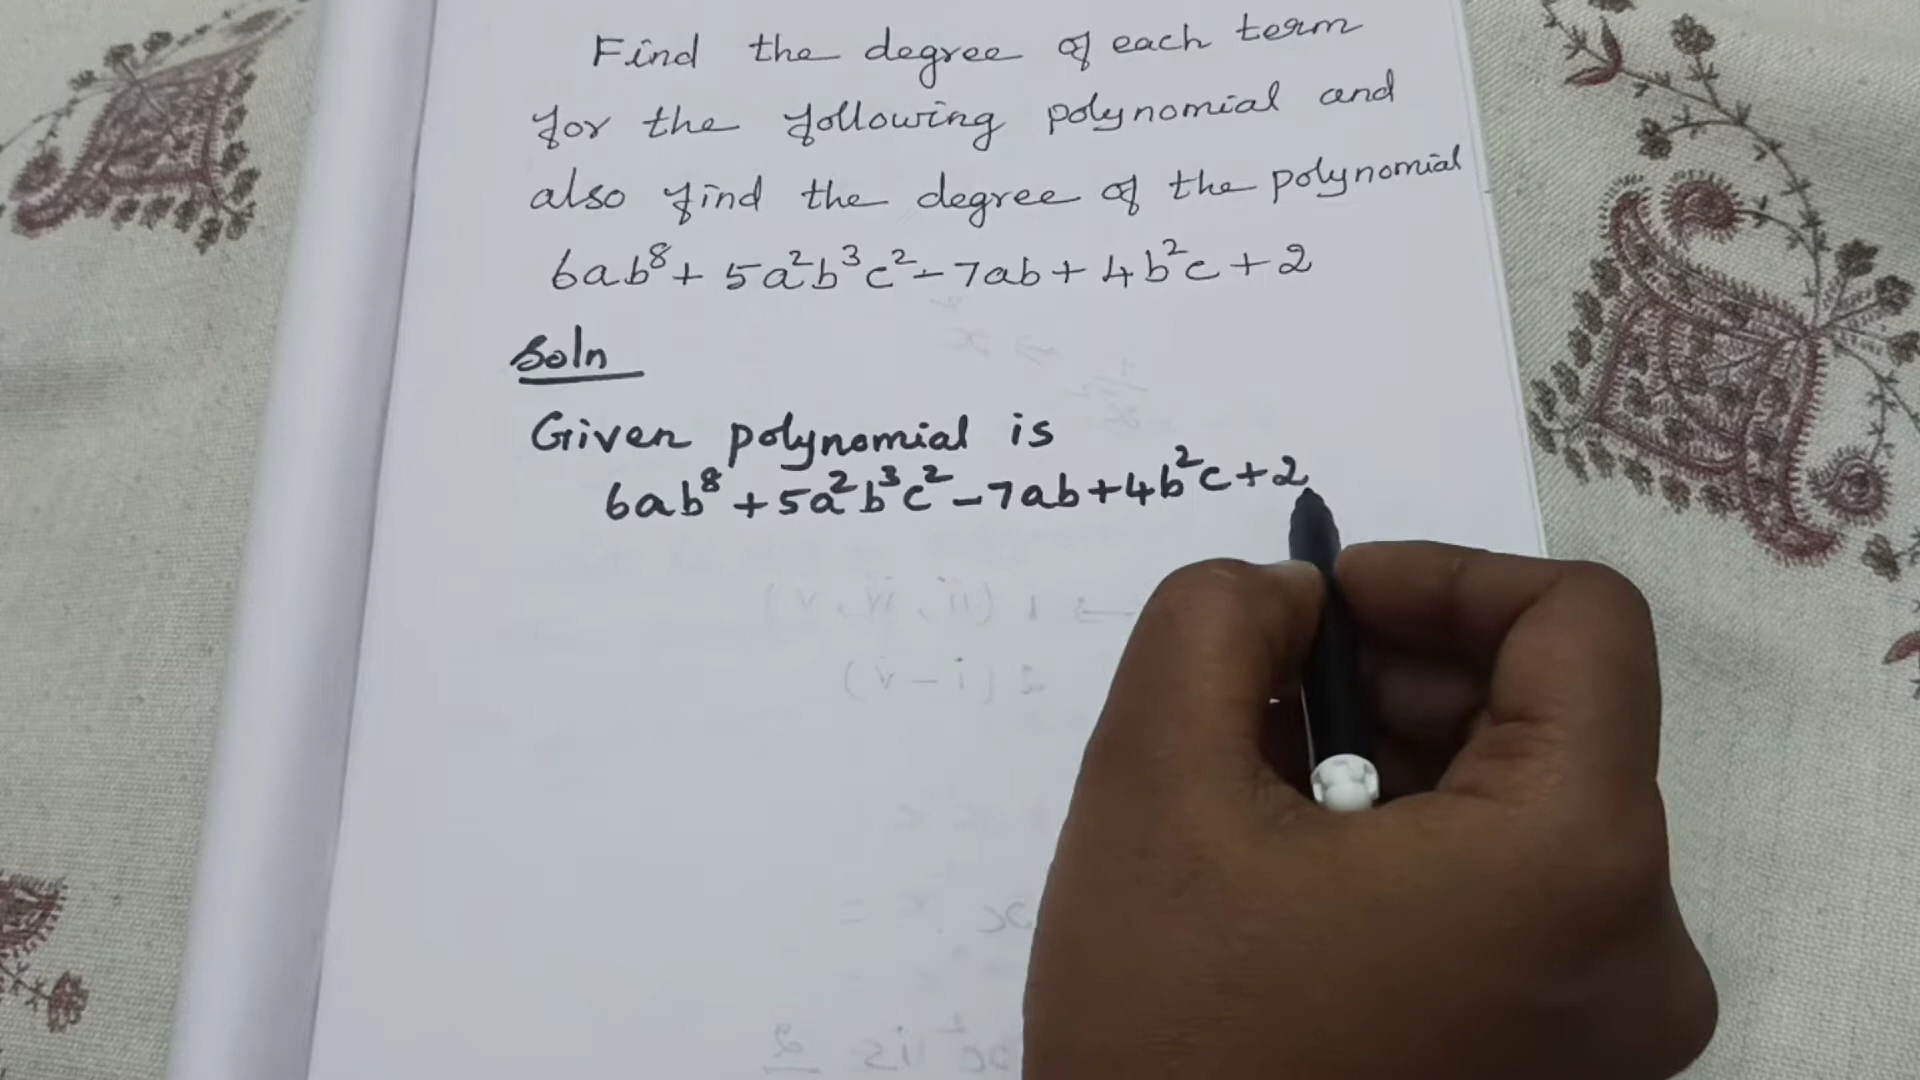 Find the degree of each term
for the following polynomial and
also find the degree of the polynomial
6ab⁸ + 5a²b³c² - 7ab + 4b²c + 2
Soln
Given polynomial is
6ab⁸ + 5a²b³c² - 7ab + 4b²c + 2